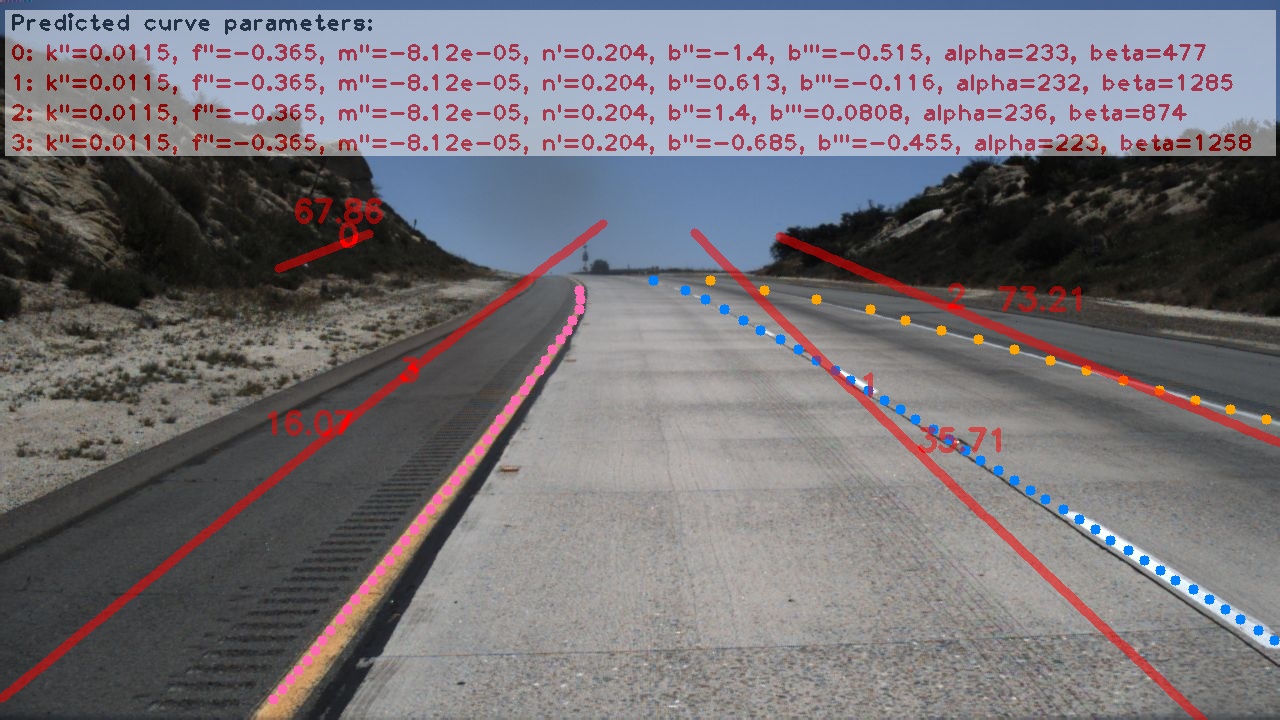 Predicted curve parameters:
0: k''=0.0115, f''=−0.365, m''=−8.12e−05, n'=0.204, b''=−1.4, b'''=−0.515, alpha=233, beta=477
1: k''=0.0115, f''=−0.365, m''=−8.12e−05, n'=0.204, b''=0.613, b'''=−0.116, alpha=232, beta=1285
2: k''=0.0115, f''=−0.365, m''=−8.12e−05, n'=0.204, b''=1.4, b'''=0.0808, alpha=236, beta=874
3: k''=0.0115, f''=−0.365, m''=−8.12e−05, n'=0.204, b''=−0.685, b'''=−0.455, alpha=223, beta=1258
67.86
0
2 73.21
3
1
16.07
35.71